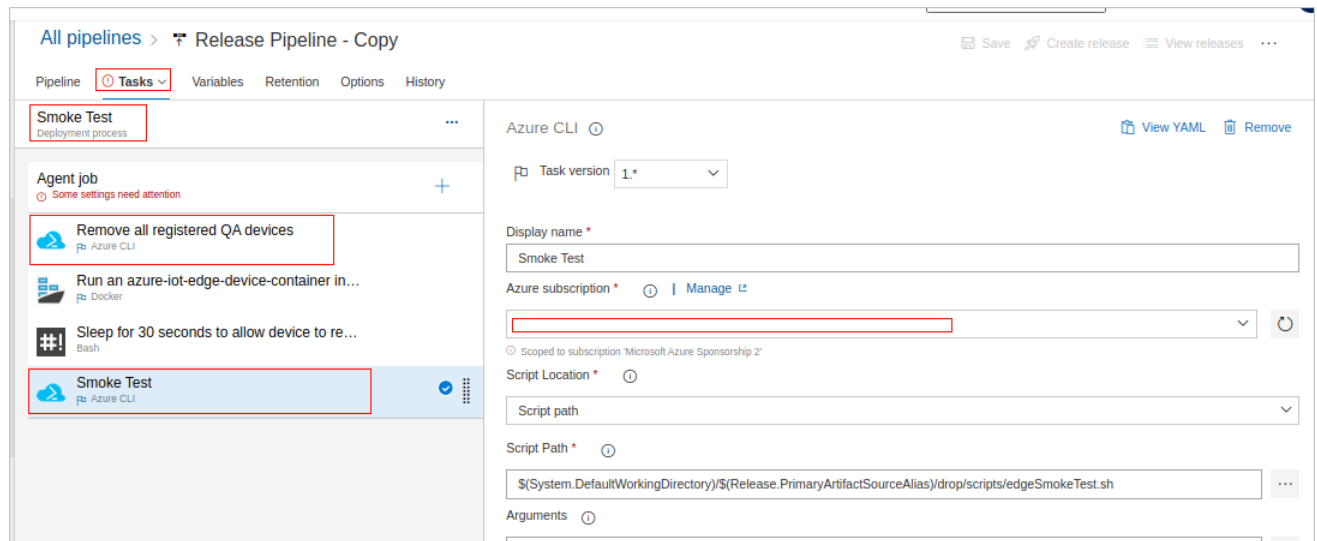 All pipelines > Release Pipeline - Copy
Save Create release View releases ...
Pipeline Tasks Variables Retention Options History
Smoke Test
Deployment process
...
Agent job
Some settings need attention
Remove all registered QA devices
Azure CLI
Run an azure-iot-edge-device-container in…
Docker
Sleep for 30 seconds to allow device to re…
Bash
Smoke Test
Azure CLI
Azure CLI
View YAML Remove
Task version 1.*
Display name *
Smoke Test
Azure subscription * | Manage
Scoped to subscription 'Microsoft Azure Sponsorship 2'
Script Location *
Script path
Script Path *
$(System.DefaultWorkingDirectory)/$(Release.PrimaryArtifactSourceAlias)/drop/scripts/edgeSmokeTest.sh
...
Arguments